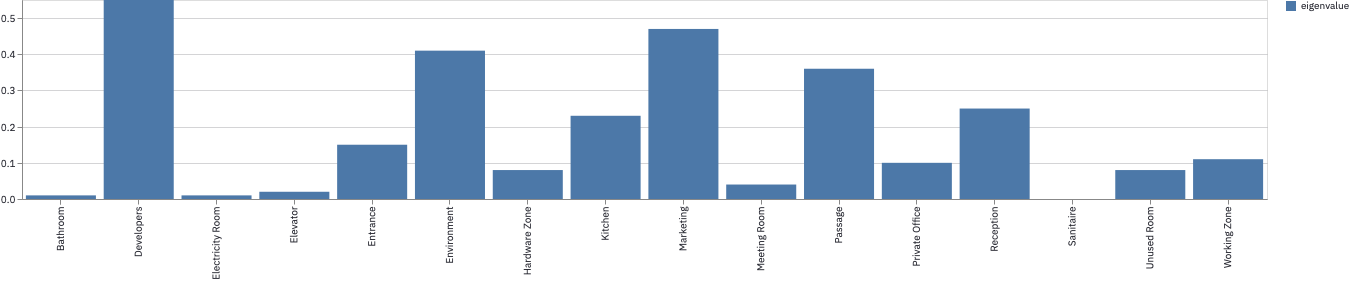 eigenvalue
0.5
0.4
0.3
0.2
0.1
0.0
Bathroom
Developers
Electricity Room
Elevator
Entrance
Environment
Hardware Zone
Kitchen
Marketing
Meeting Room
Passage
Private Office
Reception
Sanitaire
Unused Room
Working Zone